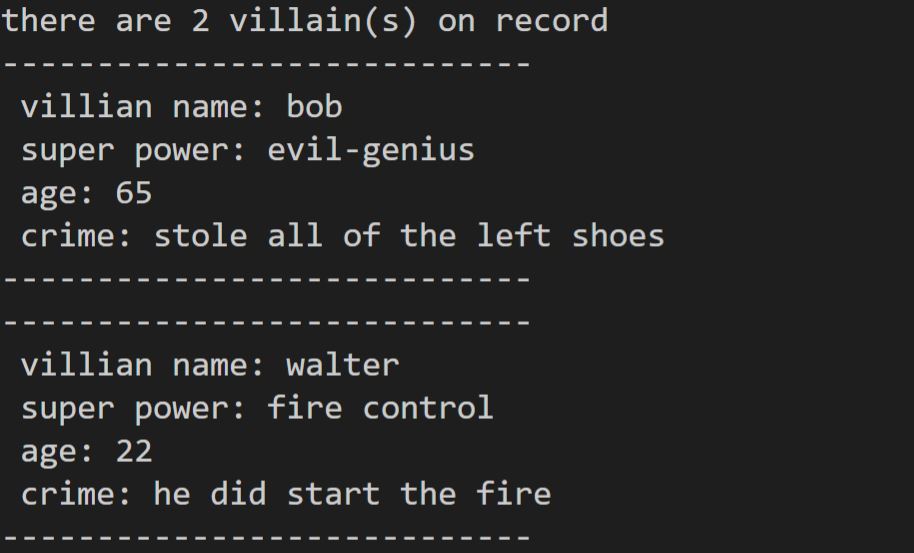 there are 2 villain(s) on record
----------------------------
villian name: bob
super power: evil-genius
age: 65
crime: stole all of the left shoes
----------------------------
----------------------------
villian name: walter
super power: fire control
age: 22
crime: he did start the fire
----------------------------